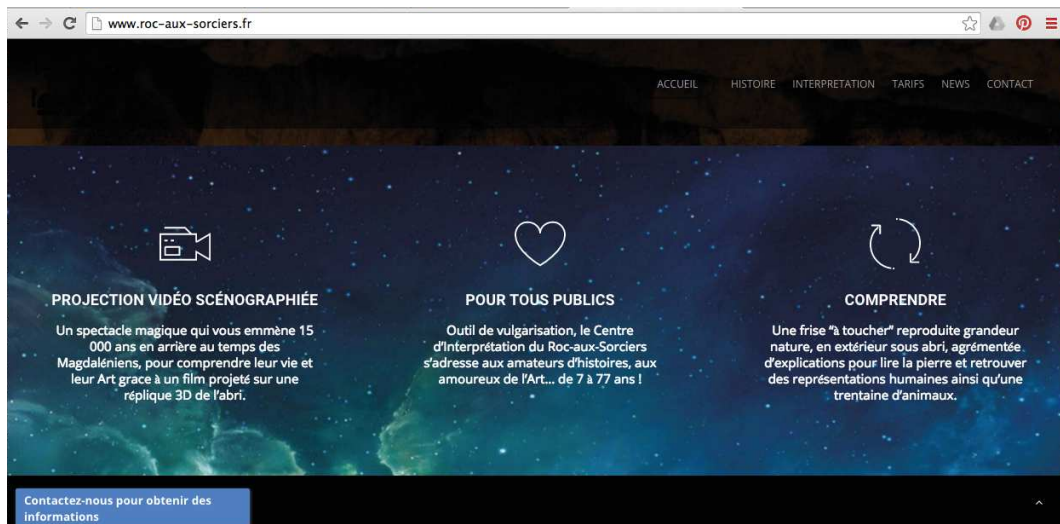 www.roc-aux-sorciers.fr
ACCUEIL HISTOIRE INTERPRETATION TARIFS NEWS CONTACT
PROJECTION VIDÉO SCÉNOGRAPHIÉE
Un spectacle magique qui vous emmène 15
000 ans en arrière au temps des
Magdaléniens, pour comprendre leur vie et
leur Art grace à un film projeté sur une
réplique 3D de l'abri.
POUR TOUS PUBLICS
Outil de vulgarisation, le Centre
d'Interprétation du Roc-aux-Sorciers
s'adresse aux amateurs d'histoires, aux
amoureux de l'Art... de 7 à 77 ans !
COMPRENDRE
Une frise "à toucher" reproduite grandeur
nature, en extérieur sous abri, agrémentée
d'explications pour lire la pierre et retrouver
des représentations humaines ainsi qu'une
trentaine d'animaux.
Contactez-nous pour obtenir des
informations